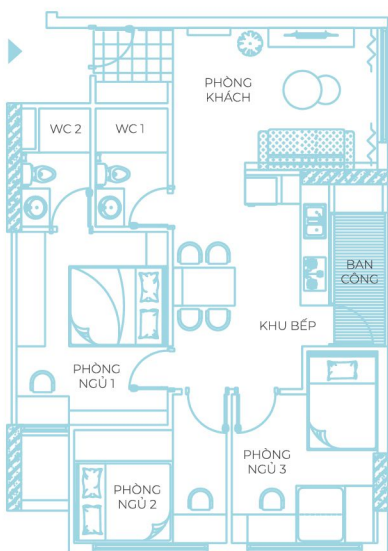 PHÒNG
KHÁCH
WC 2
WC 1
BAN
CÔNG
KHU BẾP
PHÒNG
NGỦ 1
PHÒNG
NGỦ 3
PHÒNG
NGỦ 2